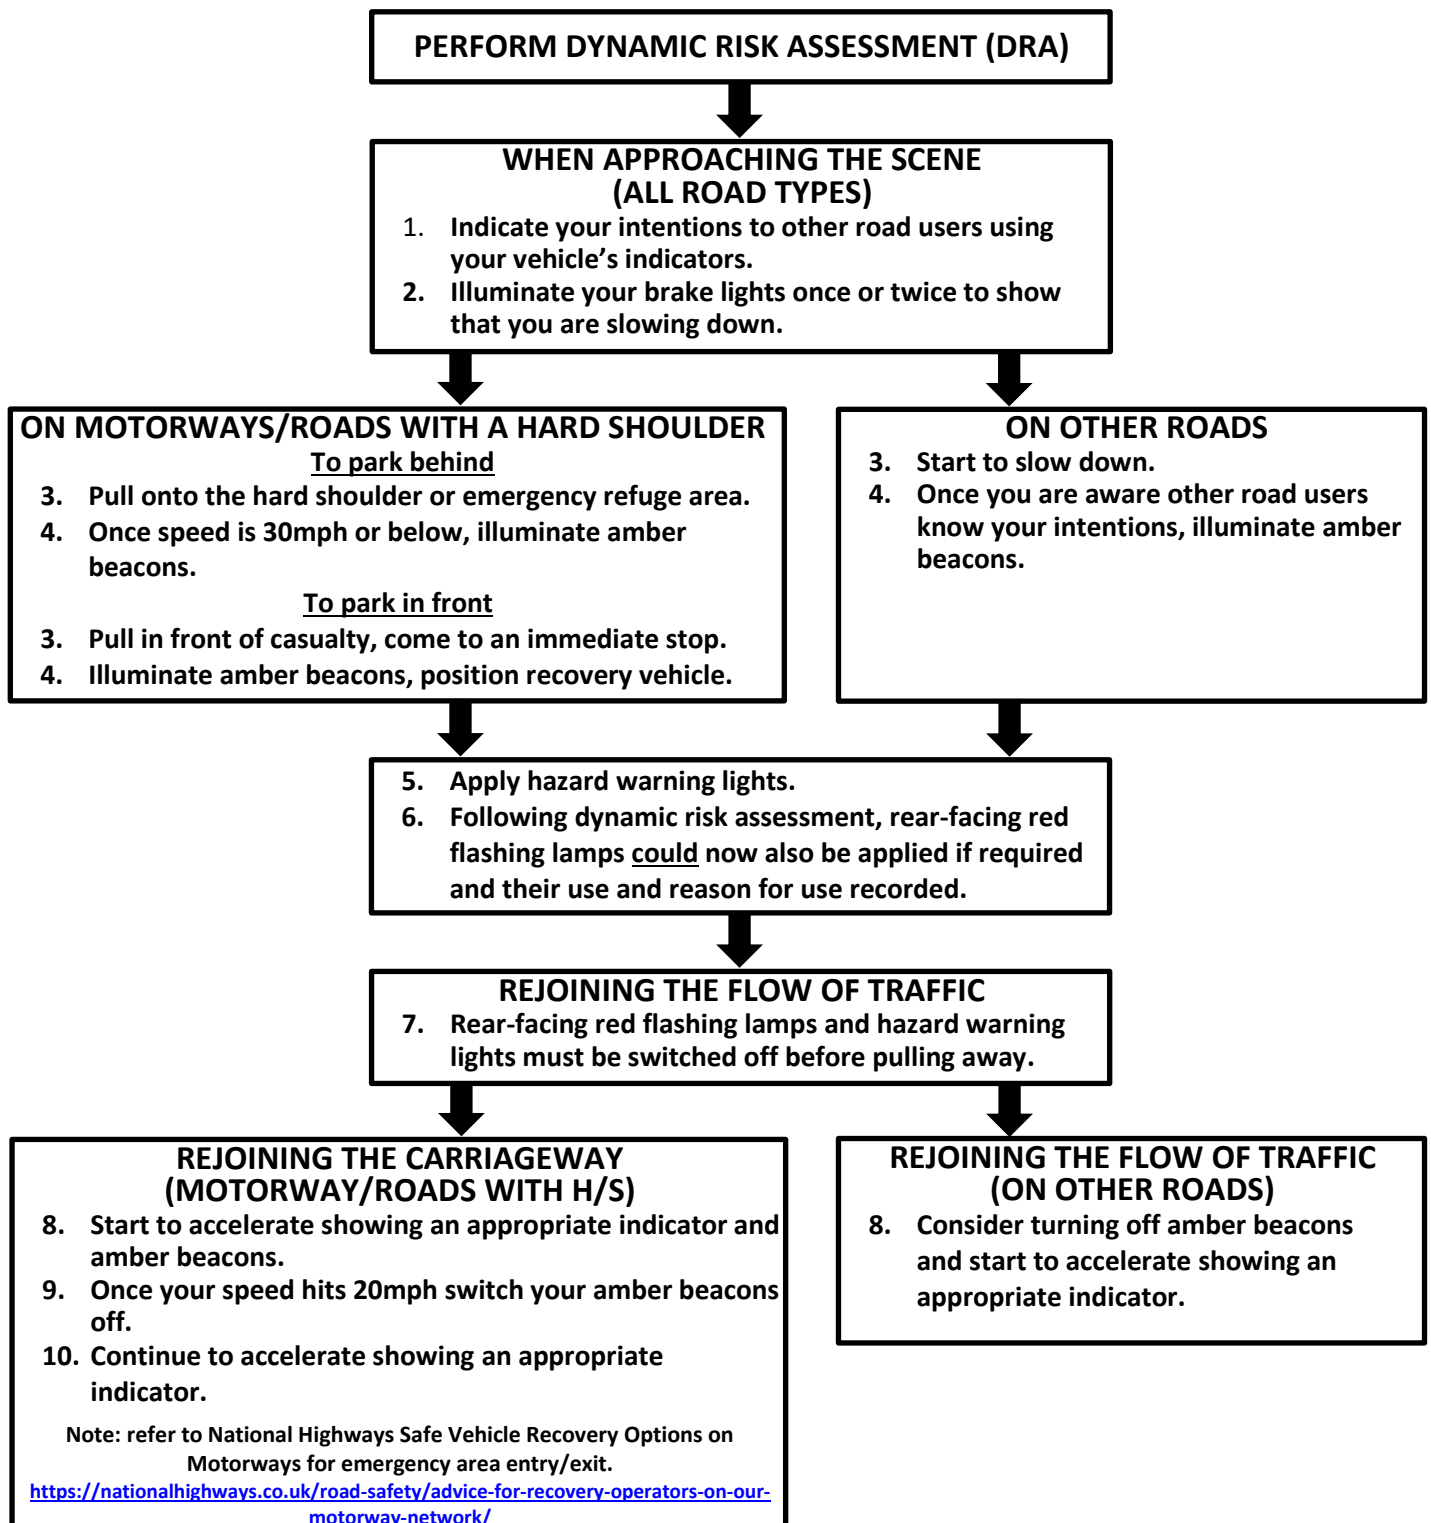 PERFORM DYNAMIC RISK ASSESSMENT (DRA)
WHEN APPROACHING THE SCENE
(ALL ROAD TYPES)
1. Indicate your intentions to other road users using
your vehicle’s indicators.
2. Illuminate your brake lights once or twice to show
that you are slowing down.
ON MOTORWAYS/ROADS WITH A HARD SHOULDER
To park behind
3. Pull onto the hard shoulder or emergency refuge area.
4. Once speed is 30mph or below, illuminate amber
beacons.
To park in front
3. Pull in front of casualty, come to an immediate stop.
4. Illuminate amber beacons, position recovery vehicle.
ON OTHER ROADS
3. Start to slow down.
4. Once you are aware other road users
know your intentions, illuminate amber
beacons.
5. Apply hazard warning lights.
6. Following dynamic risk assessment, rear-facing red
flashing lamps could now also be applied if required
and their use and reason for use recorded.
REJOINING THE FLOW OF TRAFFIC
7. Rear-facing red flashing lamps and hazard warning
lights must be switched off before pulling away.
REJOINING THE CARRIAGEWAY
(MOTORWAY/ROADS WITH H/S)
8. Start to accelerate showing an appropriate indicator and
amber beacons.
9. Once your speed hits 20mph switch your amber beacons
off.
10. Continue to accelerate showing an appropriate
indicator.
Note: refer to National Highways Safe Vehicle Recovery Options on
Motorways for emergency area entry/exit.
https://nationalhighways.co.uk/road-safety/advice-for-recovery-operators-on-our-
motorway-network/
REJOINING THE FLOW OF TRAFFIC
(ON OTHER ROADS)
8. Consider turning off amber beacons
and start to accelerate showing an
appropriate indicator.